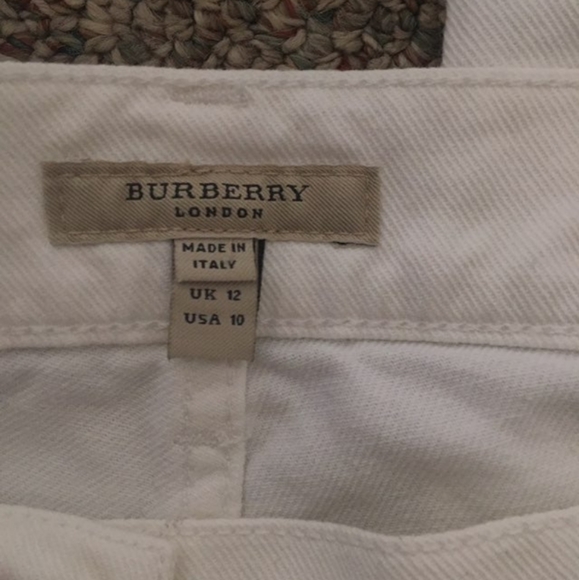 BURBERRY
LONDON
MADE IN
ITALY
UK 12
USA 10